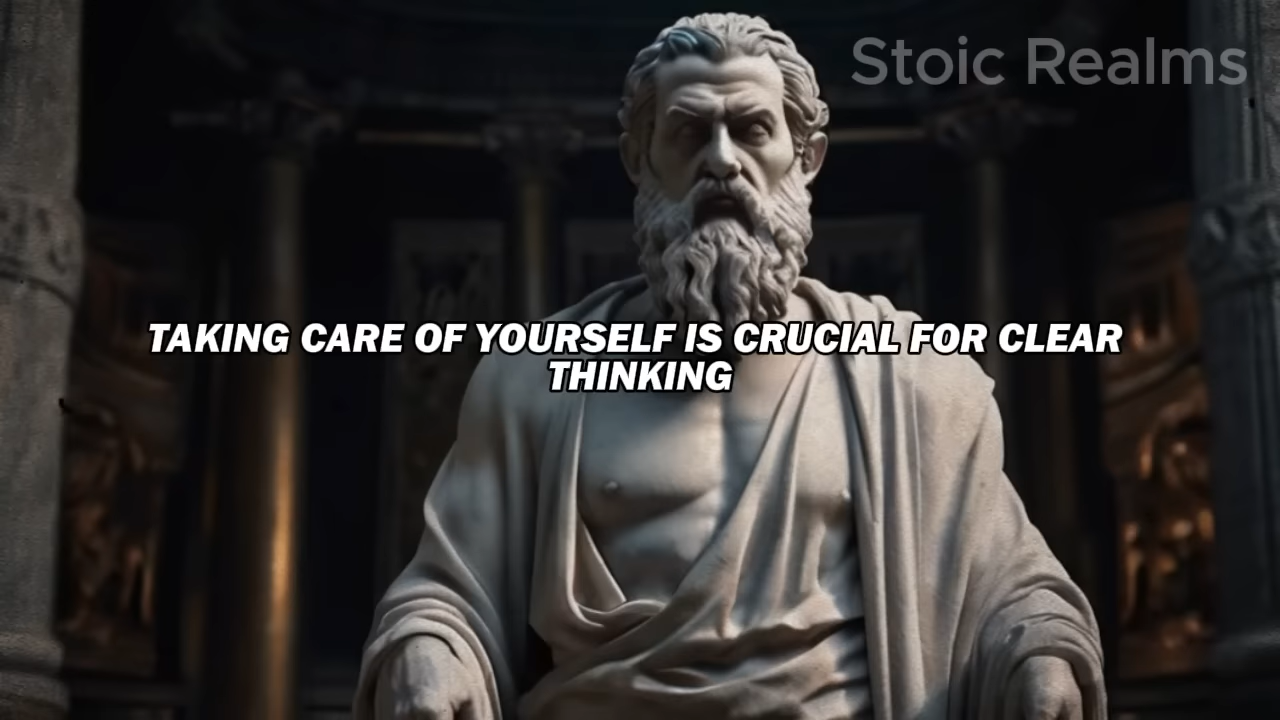 Stoic Realms
TAKING CARE OF YOURSELF IS CRUCIAL FOR CLEAR
THINKING